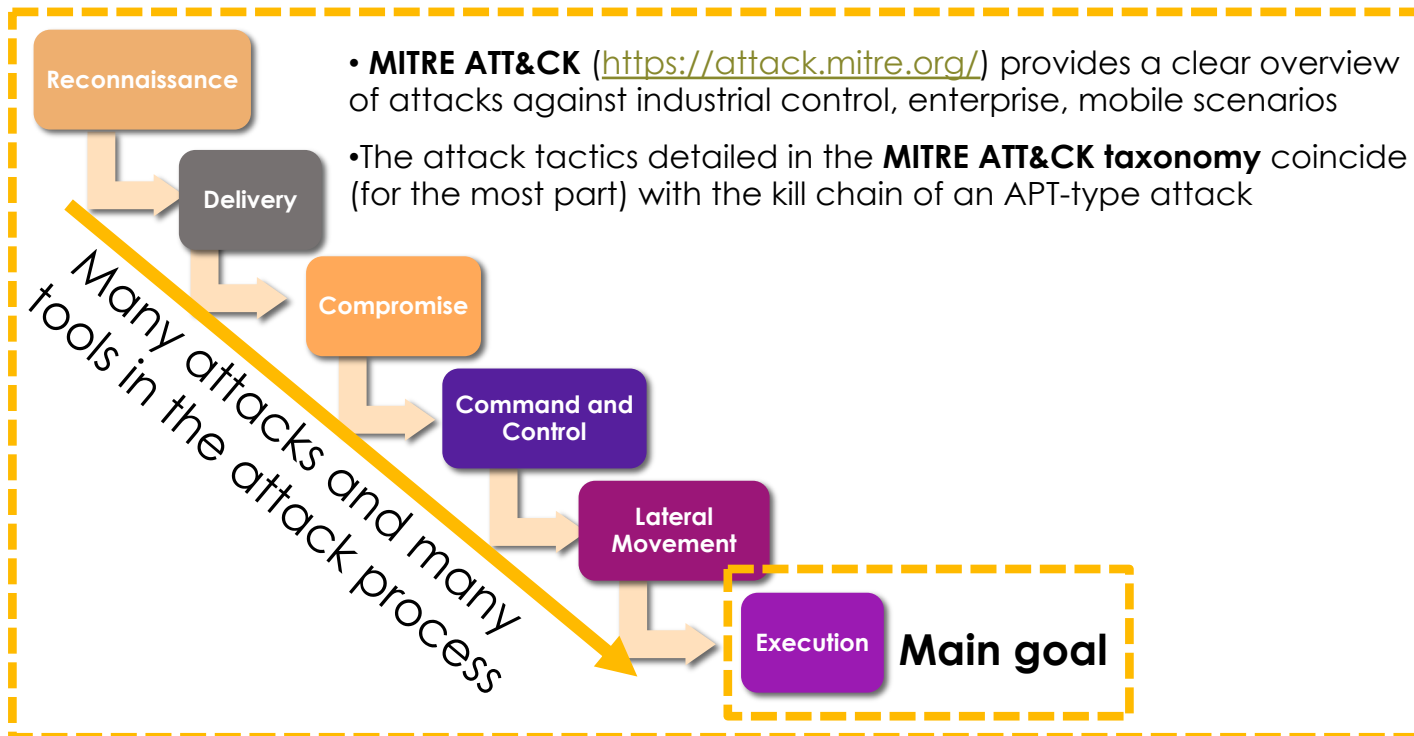 Reconnaissance
• MITRE ATT&CK (https://attack.mitre.org/) provides a clear overview
of attacks against industrial control, enterprise, mobile scenarios
•The attack tactics detailed in the MITRE ATT&CK taxonomy coincide
(for the most part) with the kill chain of an APT-type attack
Delivery
Compromise
Command and
Control
Lateral
Movement
Execution
Main goal
Many attacks and many
tools in the attack process